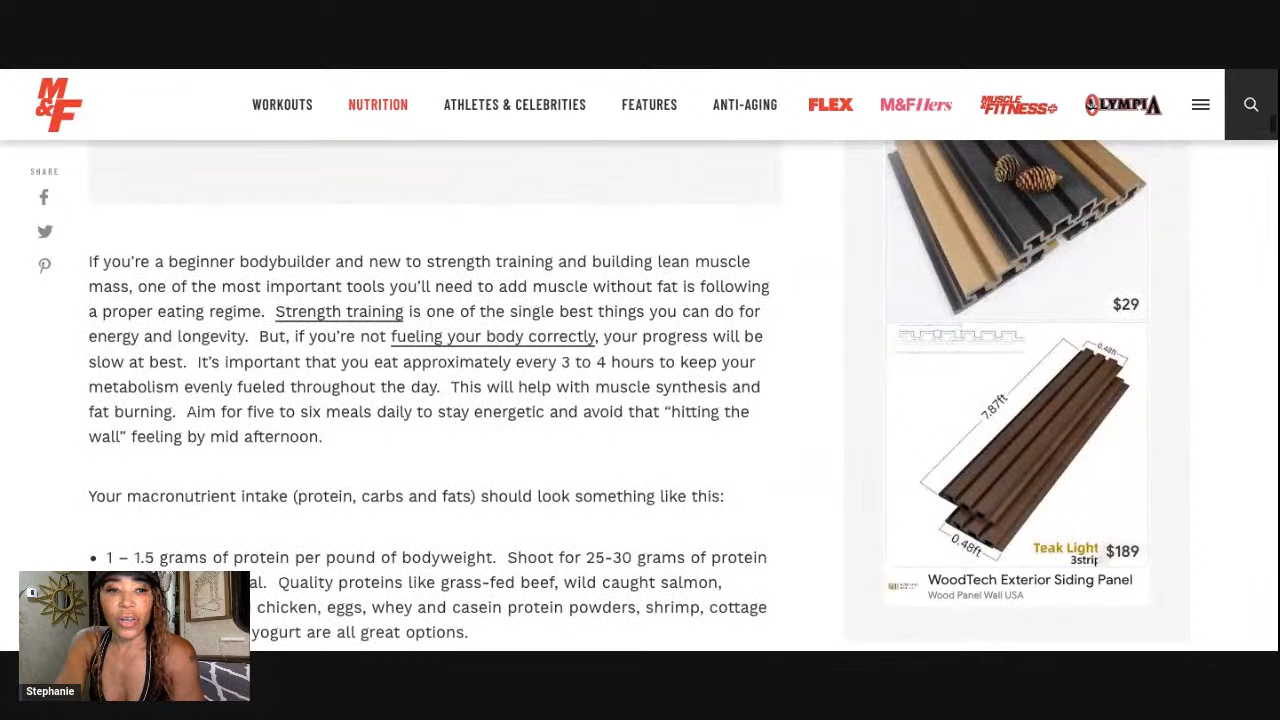 M&F
WORKOUTS
NUTRITION
ATHLETES & CELEBRITIES
FEATURES
ANTI-AGING
FLEX
M&F Hers
MUSCLE & FITNESS+
OLYMPIA
SHARE
If you’re a beginner bodybuilder and new to strength training and building lean muscle
mass, one of the most important tools you’ll need to add muscle without fat is following
a proper eating regime. Strength training is one of the single best things you can do for
energy and longevity. But, if you’re not fueling your body correctly, your progress will be
slow at best. It’s important that you eat approximately every 3 to 4 hours to keep your
metabolism evenly fueled throughout the day. This will help with muscle synthesis and
fat burning. Aim for five to six meals daily to stay energetic and avoid that “hitting the
wall” feeling by mid afternoon.
Your macronutrient intake (protein, carbs and fats) should look something like this:
• 1 – 1.5 grams of protein per pound of bodyweight. Shoot for 25-30 grams of protein
al. Quality proteins like grass-fed beef, wild caught salmon,
chicken, eggs, whey and casein protein powders, shrimp, cottage
yogurt are all great options.
$29
0.48ft
7.87ft
0.48ft
Teak Light
3strip
$189
WoodTech Exterior Siding Panel
Wood Panel Wall USA
Stephanie